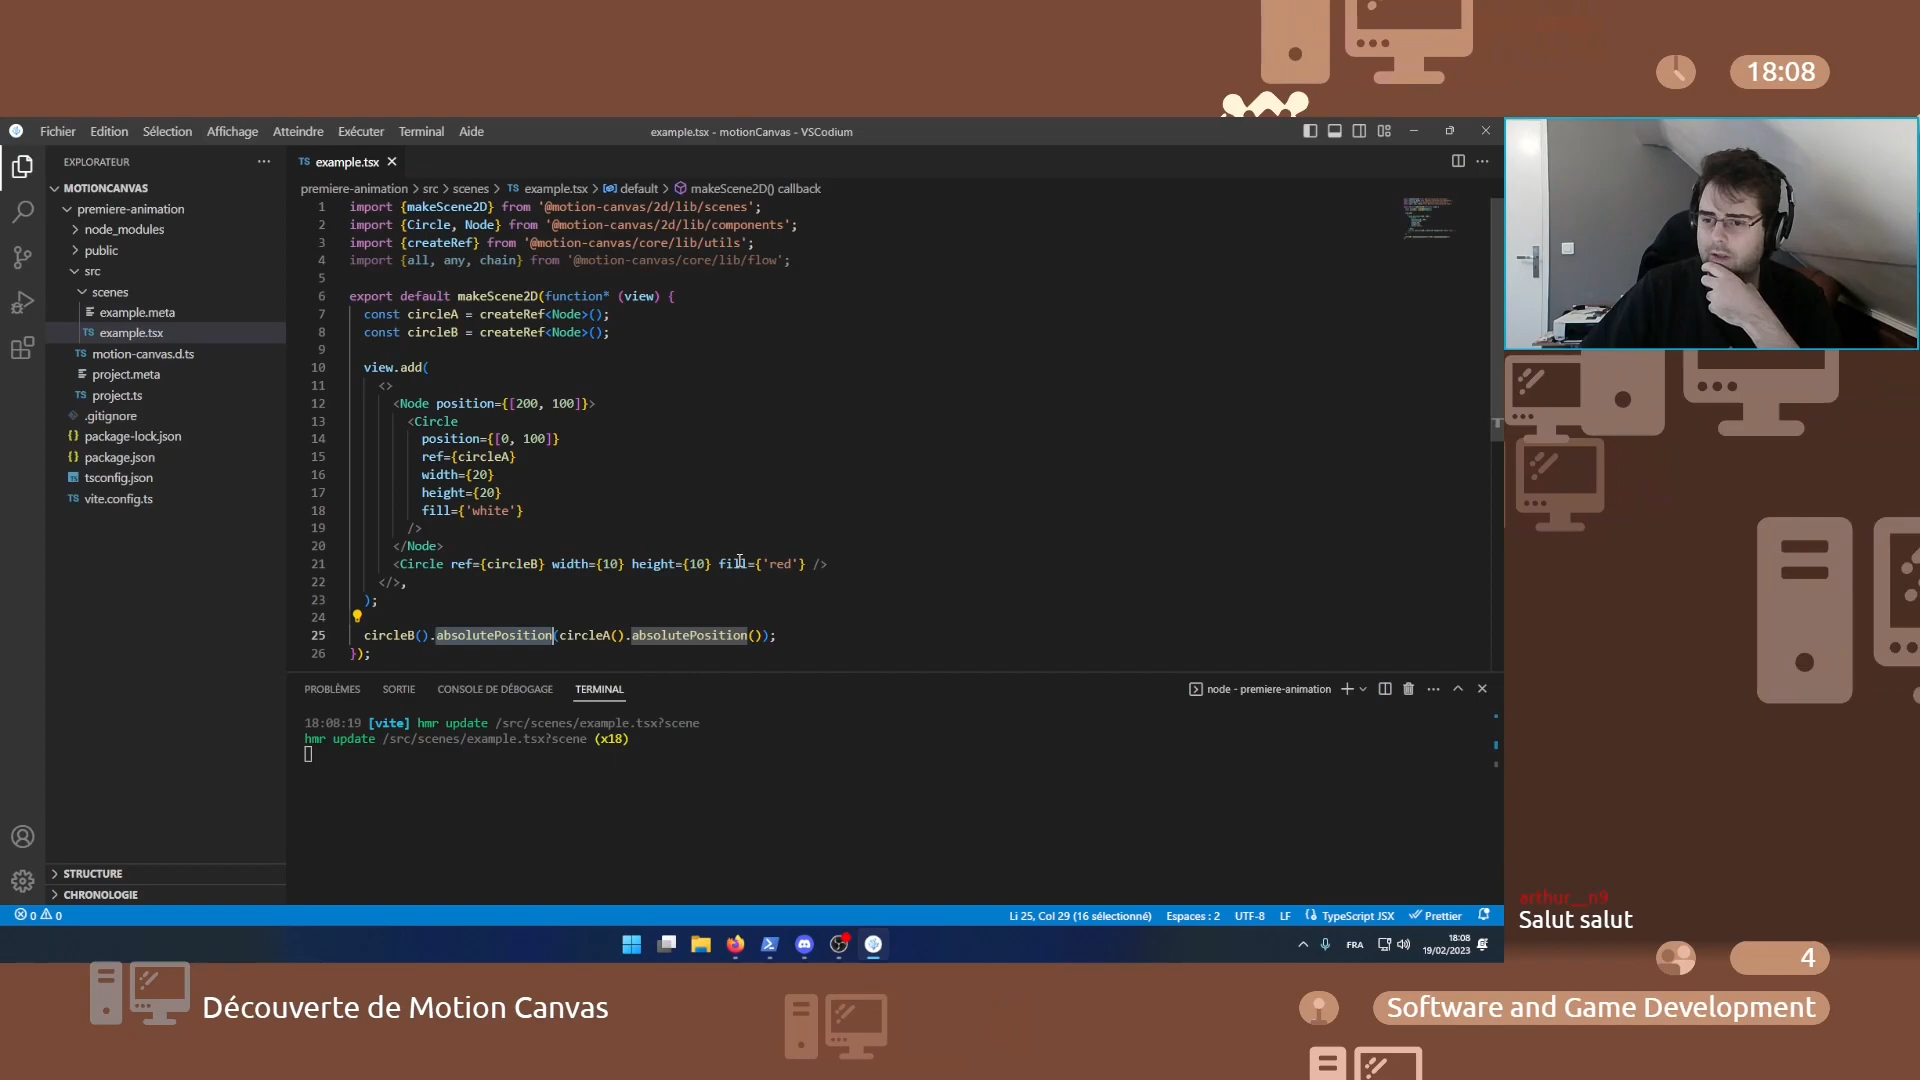 18:08
Fichier Edition Sélection Affichage Atteindre Exécuter Terminal Aide
example.tsx - motionCanvas - VSCodium
EXPLORATEUR
TS example.tsx
MOTIONCANVAS
premiere-animation
node_modules
public
src
scenes
example.meta
TS example.tsx
TS motion-canvas.d.ts
project.meta
TS project.ts
.gitignore
{} package-lock.json
{} package.json
tsconfig.json
TS vite.config.ts
STRUCTURE
CHRONOLOGIE
premiere-animation > src > scenes > TS example.tsx > default > makeScene2D() callback
1 import {makeScene2D} from '@motion-canvas/2d/lib/scenes';
2 import {Circle, Node} from '@motion-canvas/2d/lib/components';
3 import {createRef} from '@motion-canvas/core/lib/utils';
4 import {all, any, chain} from '@motion-canvas/core/lib/flow';
5
6 export default makeScene2D(function* (view) {
7 const circleA = createRef<Node>();
8 const circleB = createRef<Node>();
9
10 view.add(
11 <>
12 <Node position={[200, 100]}>
13 <Circle
14 position={[0, 100]}
15 ref={circleA}
16 width={20}
17 height={20}
18 fill={'white'}
19 />
20 </Node>
21 <Circle ref={circleB} width={10} height={10} fill={'red'} />
22 </>,
23 );
24
25 circleB().absolutePosition(circleA().absolutePosition());
26 });
PROBLÈMES SORTIE CONSOLE DE DÉBOGAGE TERMINAL
node - premiere-animation
18:08:19 [vite] hmr update /src/scenes/example.tsx?scene
hmr update /src/scenes/example.tsx?scene (x18)
0 0
Li 25, Col 29 (16 sélectionné) Espaces : 2 UTF-8 LF TypeScript JSX Prettier
FRA
18:08
19/02/2023
arthur__n9
Salut salut
4
Découverte de Motion Canvas
Software and Game Development